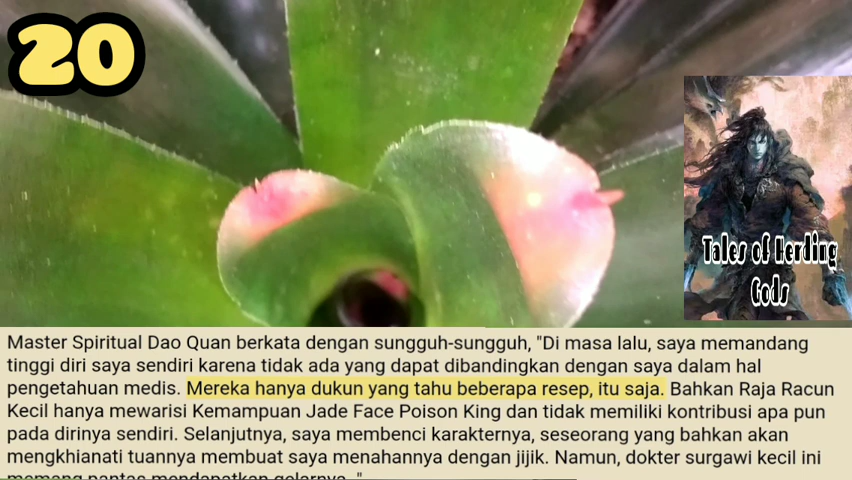 20
Tales of Herding
Gods
Master Spiritual Dao Quan berkata dengan sungguh-sungguh, "Di masa lalu, saya memandang
tinggi diri saya sendiri karena tidak ada yang dapat dibandingkan dengan saya dalam hal
pengetahuan medis. Mereka hanya dukun yang tahu beberapa resep, itu saja. Bahkan Raja Racun
Kecil hanya mewarisi Kemampuan Jade Face Poison King dan tidak memiliki kontribusi apa pun
pada dirinya sendiri. Selanjutnya, saya membenci karakternya, seseorang yang bahkan akan
mengkhianati tuannya membuat saya menahannya dengan jijik. Namun, dokter surgawi kecil ini
memang pantas mendapatkan gelarnya. "